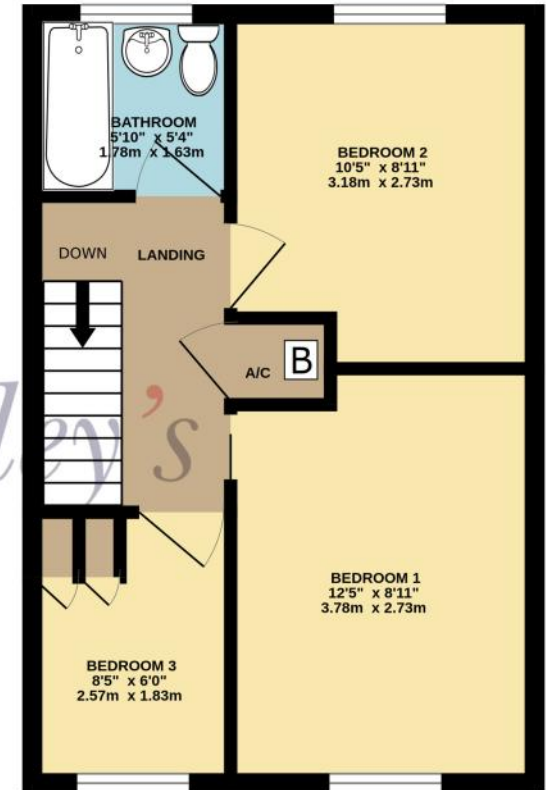 BATHROOM
5'10" x 5'4"
1.78m x 1.63m
BEDROOM 2
10'5" x 8'11"
3.18m x 2.73m
DOWN
LANDING
A/C
B
ley's
BEDROOM 1
12'5" x 8'11"
3.78m x 2.73m
BEDROOM 3
8'5" x 6'0"
2.57m x 1.83m